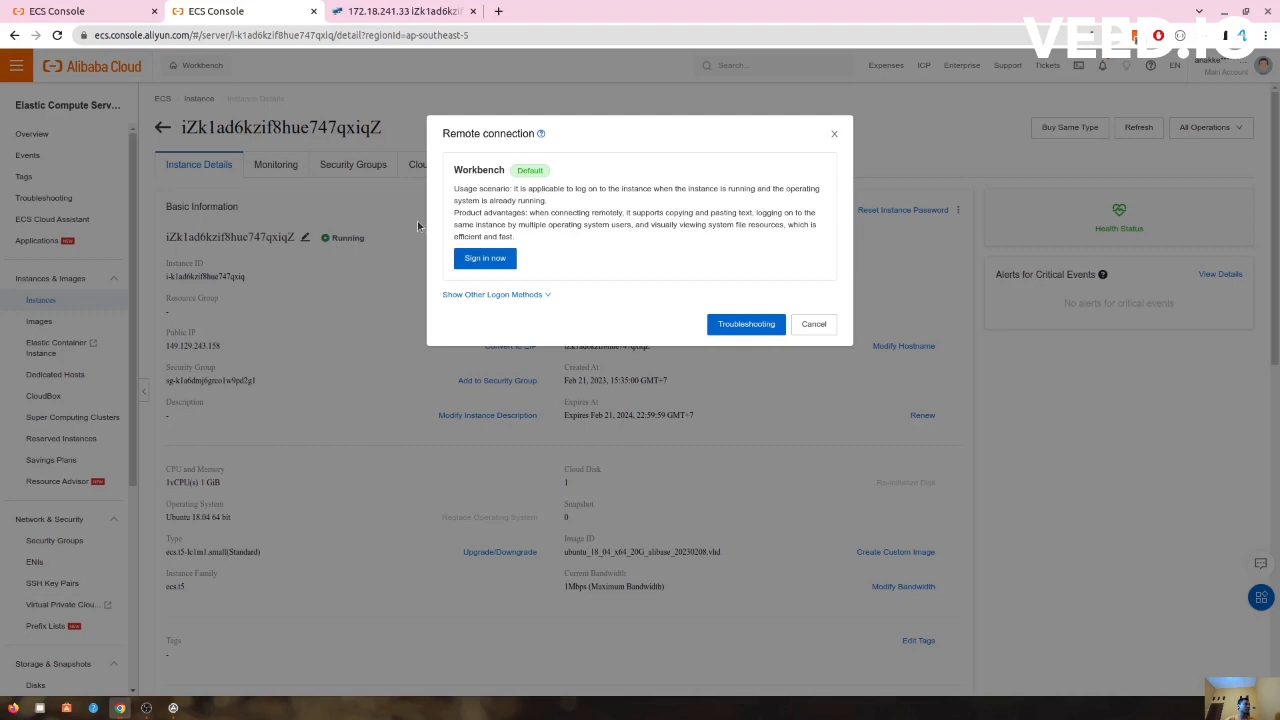 ECS Console
ECS Console
172.18.241.33 iZk1ad6kzif
ecs.console.aliyun.com/#/server/i-k1ad6kzif8hue747qxiq/detail?regionId=ap-southeast-5
VEED.IO
Alibaba Cloud
Workbench
Search...
Expenses
ICP
Enterprise
Support
Tickets
EN
Main Account
Elastic Compute Serv...
Overview
Events
Tags
Troubleshooting
ECS Cloud Assistant
Applications NEW
Instances & Images
Instances
Images
Elastic Container
Instance
Dedicated Hosts
CloudBox
Super Computing Clusters
Reserved Instances
Savings Plans
Resource Advisor NEW
Network & Security
Security Groups
ENIs
SSH Key Pairs
Virtual Private Clou...
Prefix Lists NEW
Storage & Snapshots
Disks
ECS
Instance
Instance Details
iZk1ad6kzif8hue747qxiqZ
Buy Same Type
Refresh
All Operations
Instance Details
Monitoring
Security Groups
Clou
Basic Information
Reset Instance Password
iZk1ad6kzif8hue747qxiqZ
Running
Instance ID
i-k1ad6kzif8hue747qxiq
Resource Group
-
Public IP
149.129.243.158
Convert to EIP
iZk1ad6kzif8hue747qxiqZ
Modify Hostname
Security Group
sg-k1a6dmj6greo1w9pd2g1
Add to Security Group
Created At
Feb 21, 2023, 15:35:00 GMT+7
Description
-
Modify Instance Description
Expires At
Expires Feb 21, 2024, 22:59:59 GMT+7
Renew
CPU and Memory
1vCPU(s) 1 GiB
Cloud Disk
1
Re-initialize Disk
Operating System
Ubuntu 18.04 64 bit
Replace Operating System
Snapshot
0
Type
ecs.t5-lc1m1.small(Standard)
Upgrade/Downgrade
Image ID
ubuntu_18_04_x64_20G_alibase_20230208.vhd
Create Custom Image
Instance Family
ecs.t5
Current Bandwidth
1Mbps (Maximum Bandwidth)
Modify Bandwidth
Tags
-
Edit Tags
Health Status
Alerts for Critical Events
View Details
No alerts for critical events
Remote connection
Workbench Default
Usage scenario: it is applicable to log on to the instance when the instance is running and the operating
system is already running.
Product advantages: when connecting remotely, it supports copying and pasting text, logging on to the
same instance by multiple operating system users, and visually viewing system file resources, which is
efficient and fast.
Sign in now
Show Other Logon Methods
Troubleshooting
Cancel